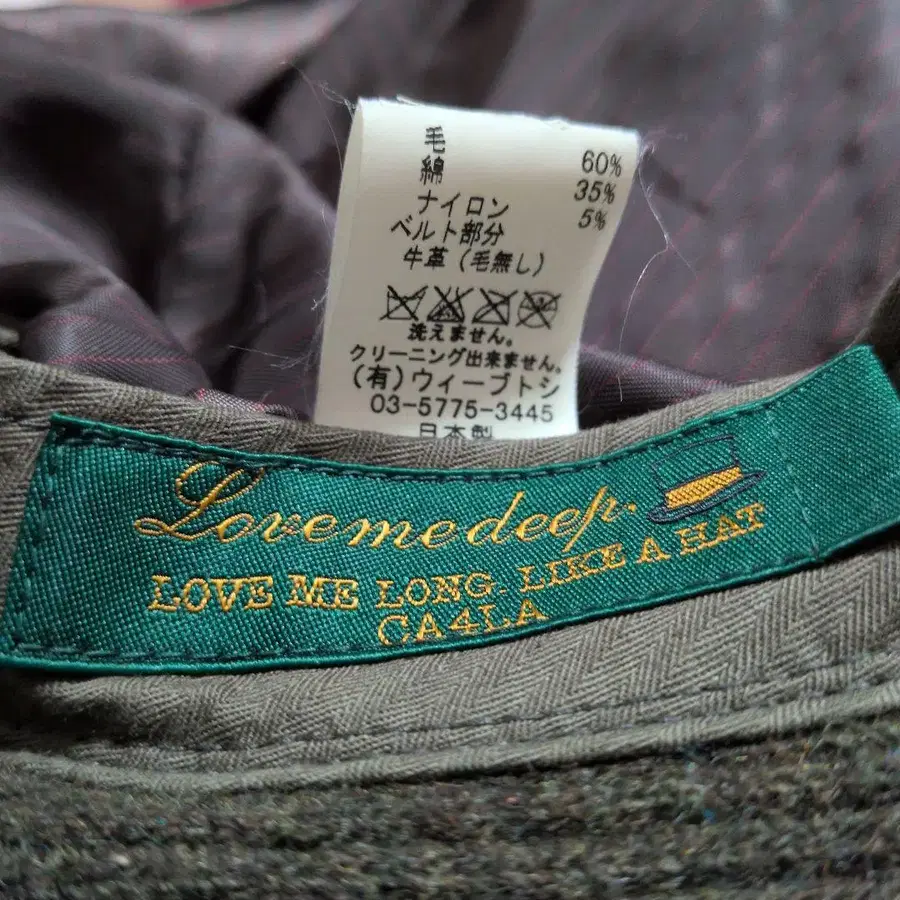 毛 60%
綿 35%
ナイロン 5%
ベルト部分
牛革（毛無し）
洗えません。
クリーニング出来ません。
(有)ウィーブトシ
03-5775-3445
日本製
Lovemedeep.
LOVE ME LONG. LIKE A HAT
CA4LA